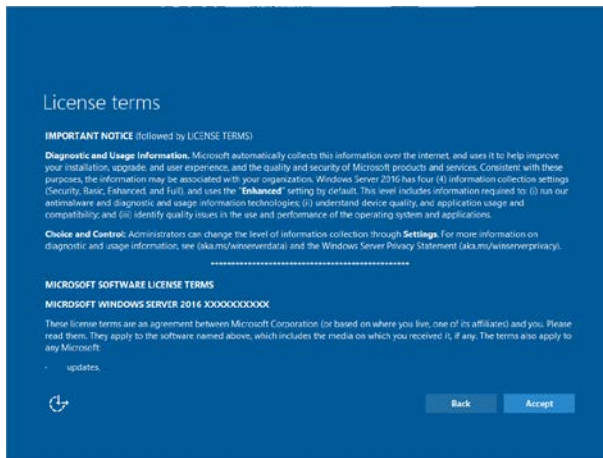 License terms
IMPORTANT NOTICE (followed by LICENSE TERMS)
Diagnostic and Usage Information. Microsoft automatically collects this information over the internet, and uses it to help improve
your installation, upgrade, and user experience, and the quality and security of Microsoft products and services. Consistent with these
purposes, the information may be associated with your organization. Windows Server 2016 has four (4) information collection settings
(Security, Basic, Enhanced, and Full), and uses the "Enhanced" setting by default. This level includes information required to: (i) run our
antimalware and diagnostic and usage information technologies; (ii) understand device quality, and application usage and
compatibility; and (iii) identify quality issues in the use and performance of the operating system and applications.
Choice and Control: Administrators can change the level of information collection through Settings. For more information on
diagnostic and usage information, see (aka.ms/winserverdata) and the Windows Server Privacy Statement (aka.ms/winserverprivacy).
**************************************************
MICROSOFT SOFTWARE LICENSE TERMS
MICROSOFT WINDOWS SERVER 2016 XXXXXXXXXX
These license terms are an agreement between Microsoft Corporation (or based on where you live, one of its affiliates) and you. Please
read them. They apply to the software named above, which includes the media on which you received it, if any. The terms also apply to
any Microsoft
- updates,
Back Accept